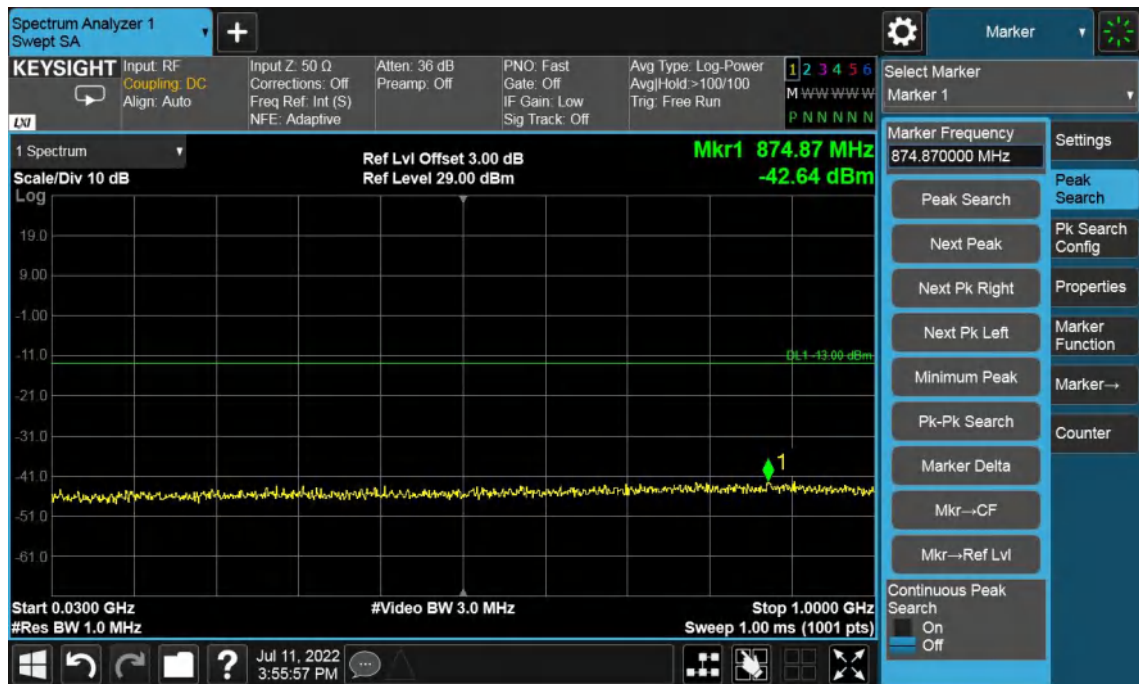 Spectrum Analyzer 1
Swept SA
+
Marker
KEYSIGHT
LXI
Input: RF
Coupling: DC
Align: Auto
Input Z: 50 Ω
Corrections: Off
Freq Ref: Int (S)
NFE: Adaptive
Atten: 36 dB
Preamp: Off
PNO: Fast
Gate: Off
IF Gain: Low
Sig Track: Off
Avg Type: Log-Power
Avg|Hold:>100/100
Trig: Free Run
1 2 3 4 5 6
M W W W W W
P N N N N N
Select Marker
Marker 1
1 Spectrum
Scale/Div 10 dB
Log
Ref Lvl Offset 3.00 dB
Ref Level 29.00 dBm
Mkr1 874.87 MHz
-42.64 dBm
19.0
9.00
-1.00
-11.0
-21.0
-31.0
-41.0
-51.0
-61.0
DL1 -13.00 dBm
1
Start 0.0300 GHz
#Res BW 1.0 MHz
#Video BW 3.0 MHz
Stop 1.0000 GHz
Sweep 1.00 ms (1001 pts)
Marker Frequency
874.870000 MHz
Peak Search
Next Peak
Next Pk Right
Next Pk Left
Minimum Peak
Pk-Pk Search
Marker Delta
Mkr→CF
Mkr→Ref Lvl
Continuous Peak
Search
On
Off
Settings
Peak
Search
Pk Search
Config
Properties
Marker
Function
Marker→
Counter
?
Jul 11, 2022
3:55:57 PM